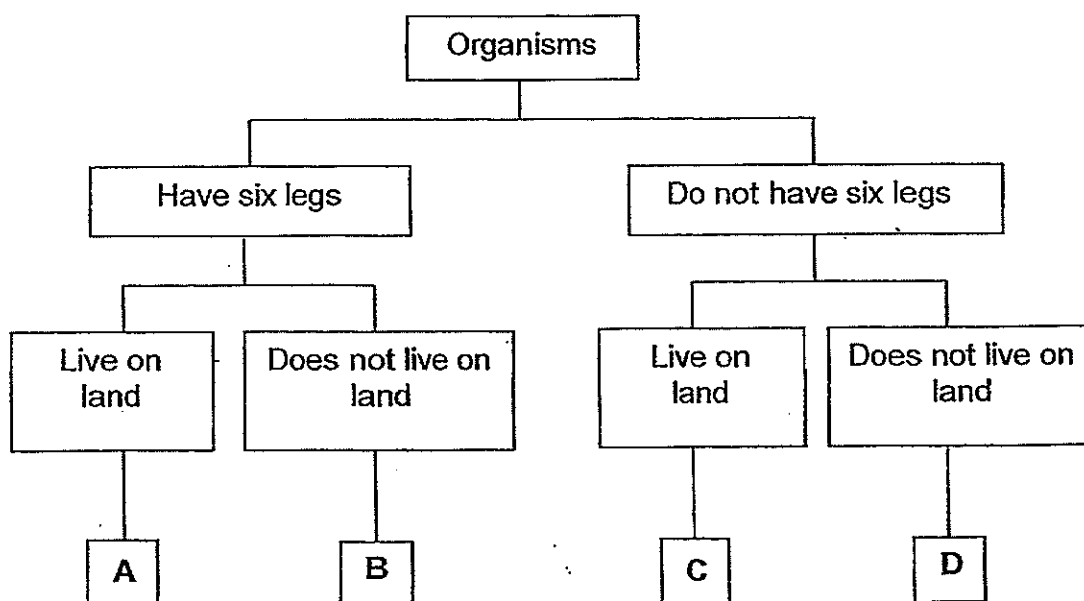 Organisms
Have six legs
Do not have six legs
Live on
land
Does not live on
land
Live on
land
Does not live on
land
A
B
C
D